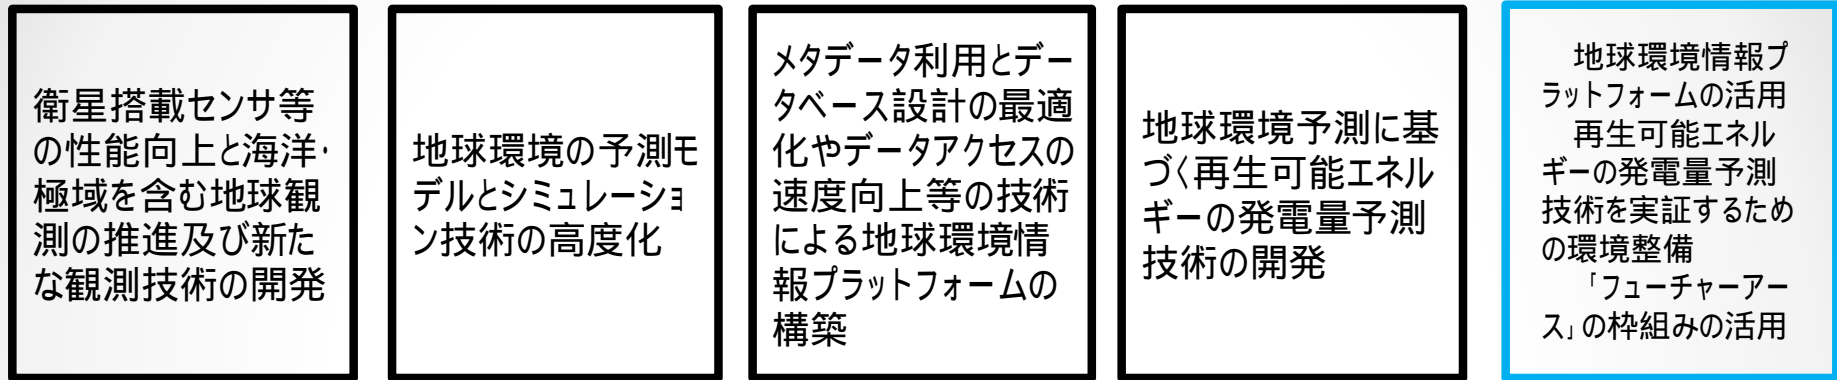 衛星搭載センサ等
の性能向上と海洋・
極域を含む地球観
測の推進及び新た
な観測技術の開発
地球環境の予測モ
デルとシミュレーショ
ン技術の高度化
メタデータ利用とデー
タベース設計の最適
化やデータアクセスの
速度向上等の技術
による地球環境情
報プラットフォームの
構築
地球環境予測に基
づく再生可能エネル
ギーの発電量予測
技術の開発
地球環境情報プ
ラットフォームの活用
再生可能エネル
ギーの発電量予測
技術を実証するため
の環境整備
「フューチャーアー
ス」の枠組みの活用